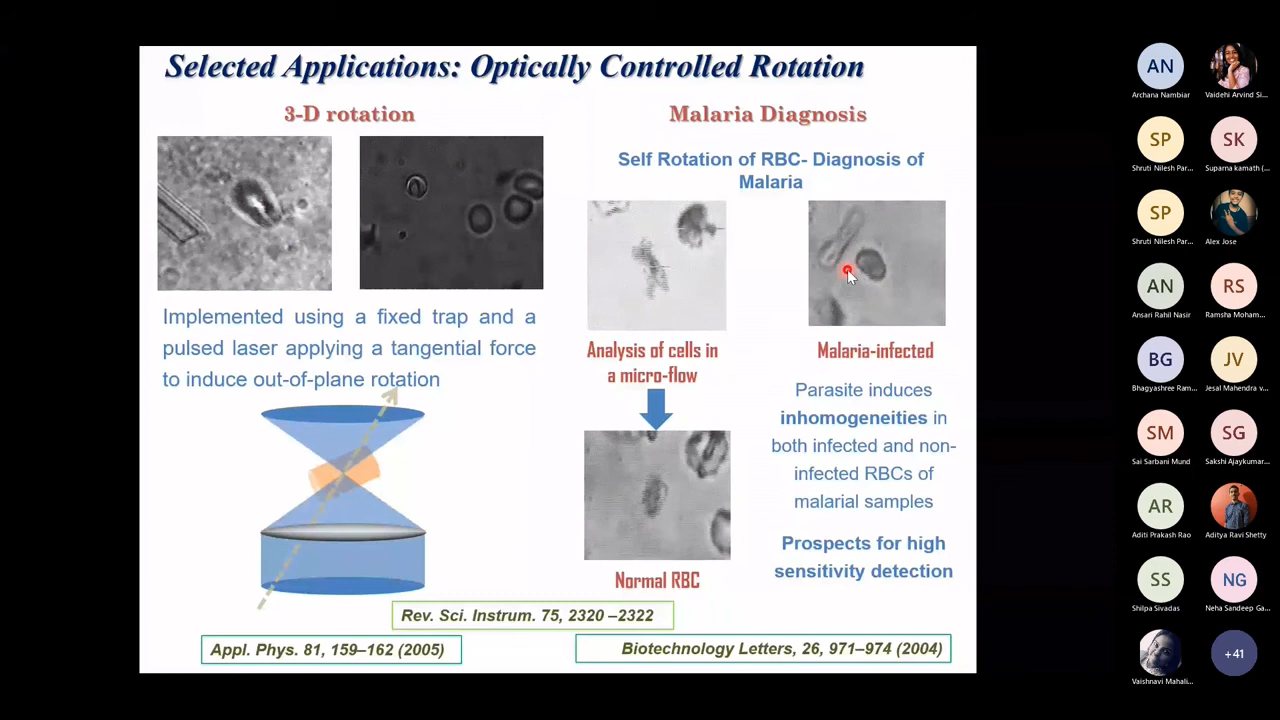 Selected Applications: Optically Controlled Rotation
3-D rotation
Implemented using a fixed trap and a
pulsed laser applying a tangential force
to induce out-of-plane rotation
Malaria Diagnosis
Self Rotation of RBC- Diagnosis of
Malaria
Analysis of cells in
a micro-flow
Normal RBC
Malaria-infected
Parasite induces
inhomogeneities in
both infected and non-
infected RBCs of
malarial samples
Prospects for high
sensitivity detection
Rev. Sci. Instrum. 75, 2320 –2322
Appl. Phys. 81, 159–162 (2005)
Biotechnology Letters, 26, 971–974 (2004)
AN
Archana Nambiar
Vaidehi Arvind Si...
SP
Shruti Nilesh Par...
SK
Suparna kamath (...
SP
Shruti Nilesh Par...
Alex Jose
AN
Ansari Rahil Nasir
RS
Ramsha Moham...
BG
Bhagyashree Ram...
JV
Jesal Mahendra v...
SM
Sai Sarbani Mund
SG
Sakshi Ajaykumar...
AR
Aditi Prakash Rao
Aditya Ravi Shetty
SS
Shilpa Sivadas
NG
Neha Sandeep Ga...
Vaishnavi Mahali...
+41